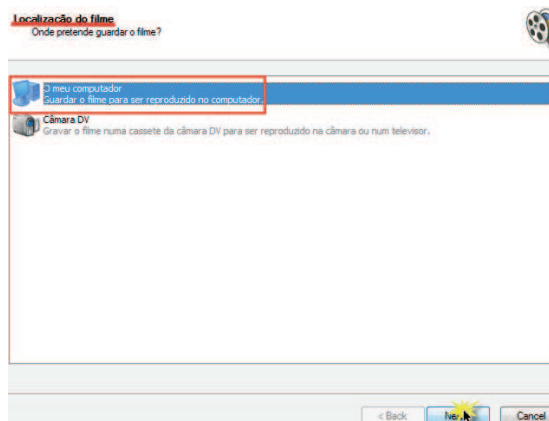 Localização do filme
Onde pretende guardar o filme?
O meu computador
Guardar o filme para ser reproduzido no computador.
Câmara DV
Gravar o filme numa cassete da câmara DV para ser reproduzido na câmara ou num televisor.
< Back
Cancel